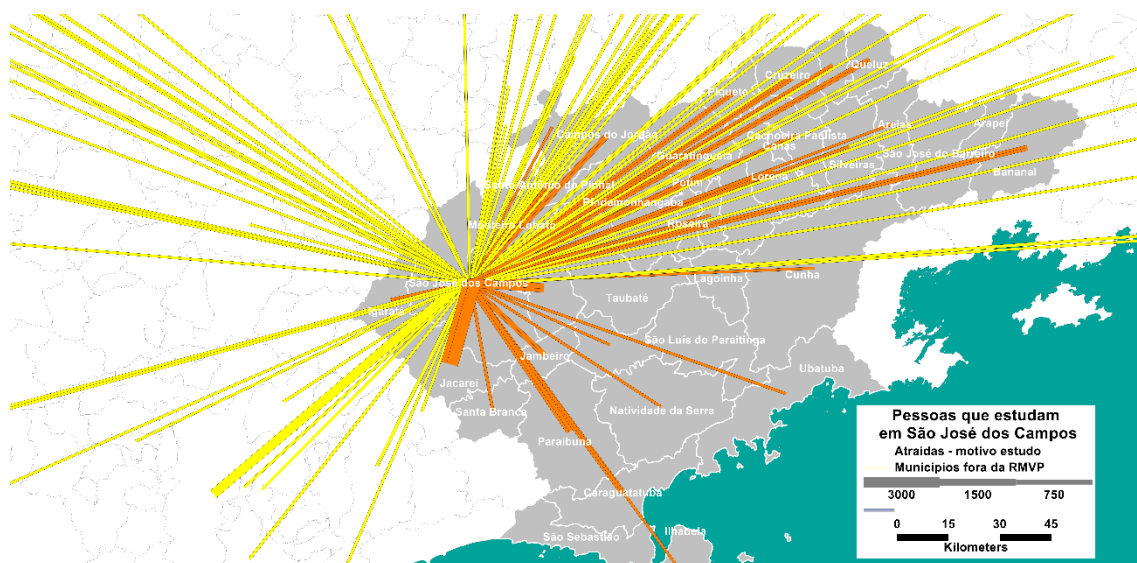 Queluz
Cruzeiro
Piquete
Arapeí
Areias
Campos do Jordão
Cachoeira Paulista
Canas
Guaratinguetá
São José do Barreiro
Silveiras
Bananal
Lorena
Potim
Santo Antônio do Pinhal
Pindamonhangaba
Monteiro Lobato
Roseira
Cunha
Lagoinha
São José dos Campos
Taubaté
Igaratá
São Luis do Paraitinga
Jambeiro
Ubatuba
Jacareí
Santa Branca
Natividade da Serra
Paraibuna
Caraguatatuba
São Sebastião
Ilhabela
Pessoas que estudam
em São José dos Campos
Atraidas - motivo estudo
Municipios fora da RMVP
3000 1500 750
0 15 30 45
Kilometers